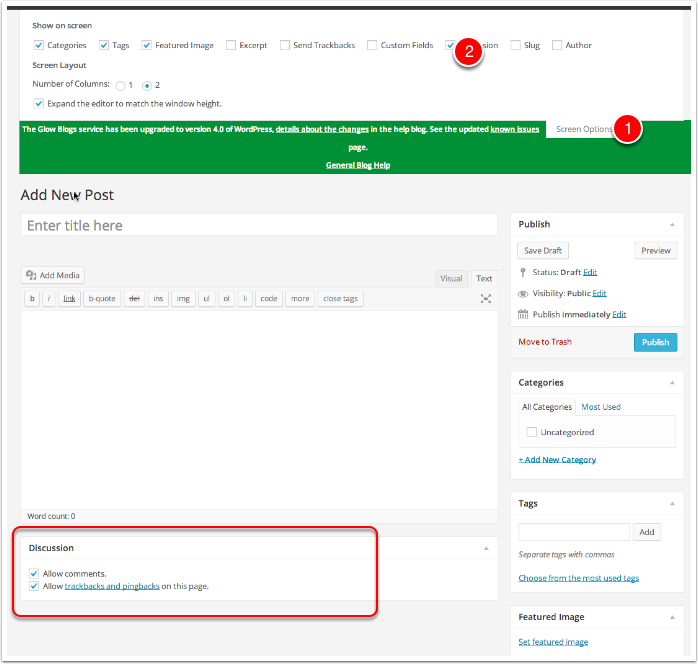 Show on screen
Categories Tags Featured Image Excerpt Send Trackbacks Custom Fields 2 sion Slug Author
Screen Layout
Number of Columns: 1 2
Expand the editor to match the window height.
The Glow Blogs service has been upgraded to version 4.0 of WordPress, details about the changes in the help blog. See the updated known issues
page.
General Blog Help
Screen Options 1
Add New Post
Enter title here
Add Media
Visual Text
b i link b-quote del ins img ul ol li code more close tags
Word count: 0
Discussion
Allow comments.
Allow trackbacks and pingbacks on this page.
Publish
Save Draft Preview
Status: Draft Edit
Visibility: Public Edit
Publish immediately Edit
Move to Trash Publish
Categories
All Categories Most Used
Uncategorized
+ Add New Category
Tags
Add
Separate tags with commas
Choose from the most used tags
Featured Image
Set featured image